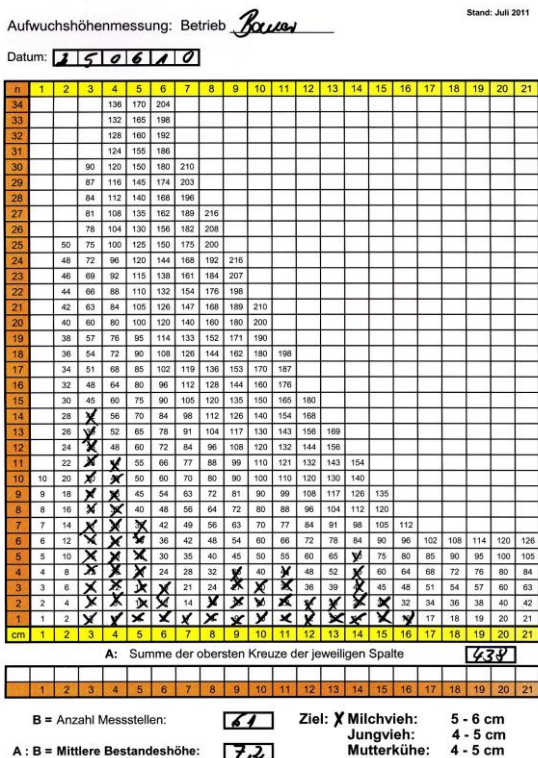 Stand: Juli 2011
Aufwuchshöhenmessung: Betrieb Bauer
Datum: 2 5 0 6 1 0
n 1 2 3 4 5 6 7 8 9 10 11 12 13 14 15 16 17 18 19 20 21
34 136 170 204
33 132 165 198
32 128 160 192
31 124 155 186
30 90 120 150 180 210
29 87 116 145 174 203
28 84 112 140 168 196
27 81 108 135 162 189 216
26 78 104 130 156 182 208
25 50 75 100 125 150 175 200
24 48 72 96 120 144 168 192 216
23 46 69 92 115 138 161 184 207
22 44 66 88 110 132 154 176 198
21 42 63 84 105 126 147 168 189 210
20 40 60 80 100 120 140 160 180 200
19 38 57 76 95 114 133 152 171 190
18 36 54 72 90 108 126 144 162 180 198
17 34 51 68 85 102 119 136 153 170 187
16 32 48 64 80 96 112 128 144 160 176
15 30 45 60 75 90 105 120 135 150 165 180
14 28 X 56 70 84 98 112 126 140 154 168
13 26 X 52 65 78 91 104 117 130 143 156 169
12 24 X 48 60 72 84 96 108 120 132 144 156
11 22 X X 55 66 77 88 99 110 121 132 143 154
10 10 20 X X 50 60 70 80 90 100 110 120 130 140
9 9 18 X X 45 54 63 72 81 90 99 108 117 126 135
8 8 16 X X 40 48 56 64 72 80 88 96 104 112 120
7 7 14 X X X 42 49 56 63 70 77 84 91 98 105 112
6 6 12 X X X 36 42 48 54 60 66 72 78 84 90 96 102 108 114 120 126
5 5 10 X X X 30 35 40 45 50 55 60 65 X 75 80 85 90 95 100 105
4 4 8 X X X 24 28 32 X 40 X 48 52 X 60 64 68 72 76 80 84
3 3 6 X X X X 21 24 X X X 36 39 X 45 48 51 54 57 60 63
2 2 4 X X X X 14 X X X X X X X X 32 34 36 38 40 42
1 1 2 X X X X X X X X X X X X X X 17 18 19 20 21
cm 1 2 3 4 5 6 7 8 9 10 11 12 13 14 15 16 17 18 19 20 21
A: Summe der obersten Kreuze der jeweiligen Spalte 438
1 2 3 4 5 6 7 8 9 10 11 12 13 14 15 16 17 18 19 20 21
B = Anzahl Messstellen: 61 Ziel: X Milchvieh: 5 - 6 cm
Jungvieh: 4 - 5 cm
A : B = Mittlere Bestandeshöhe: 7,2 Mutterkühe: 4 - 5 cm